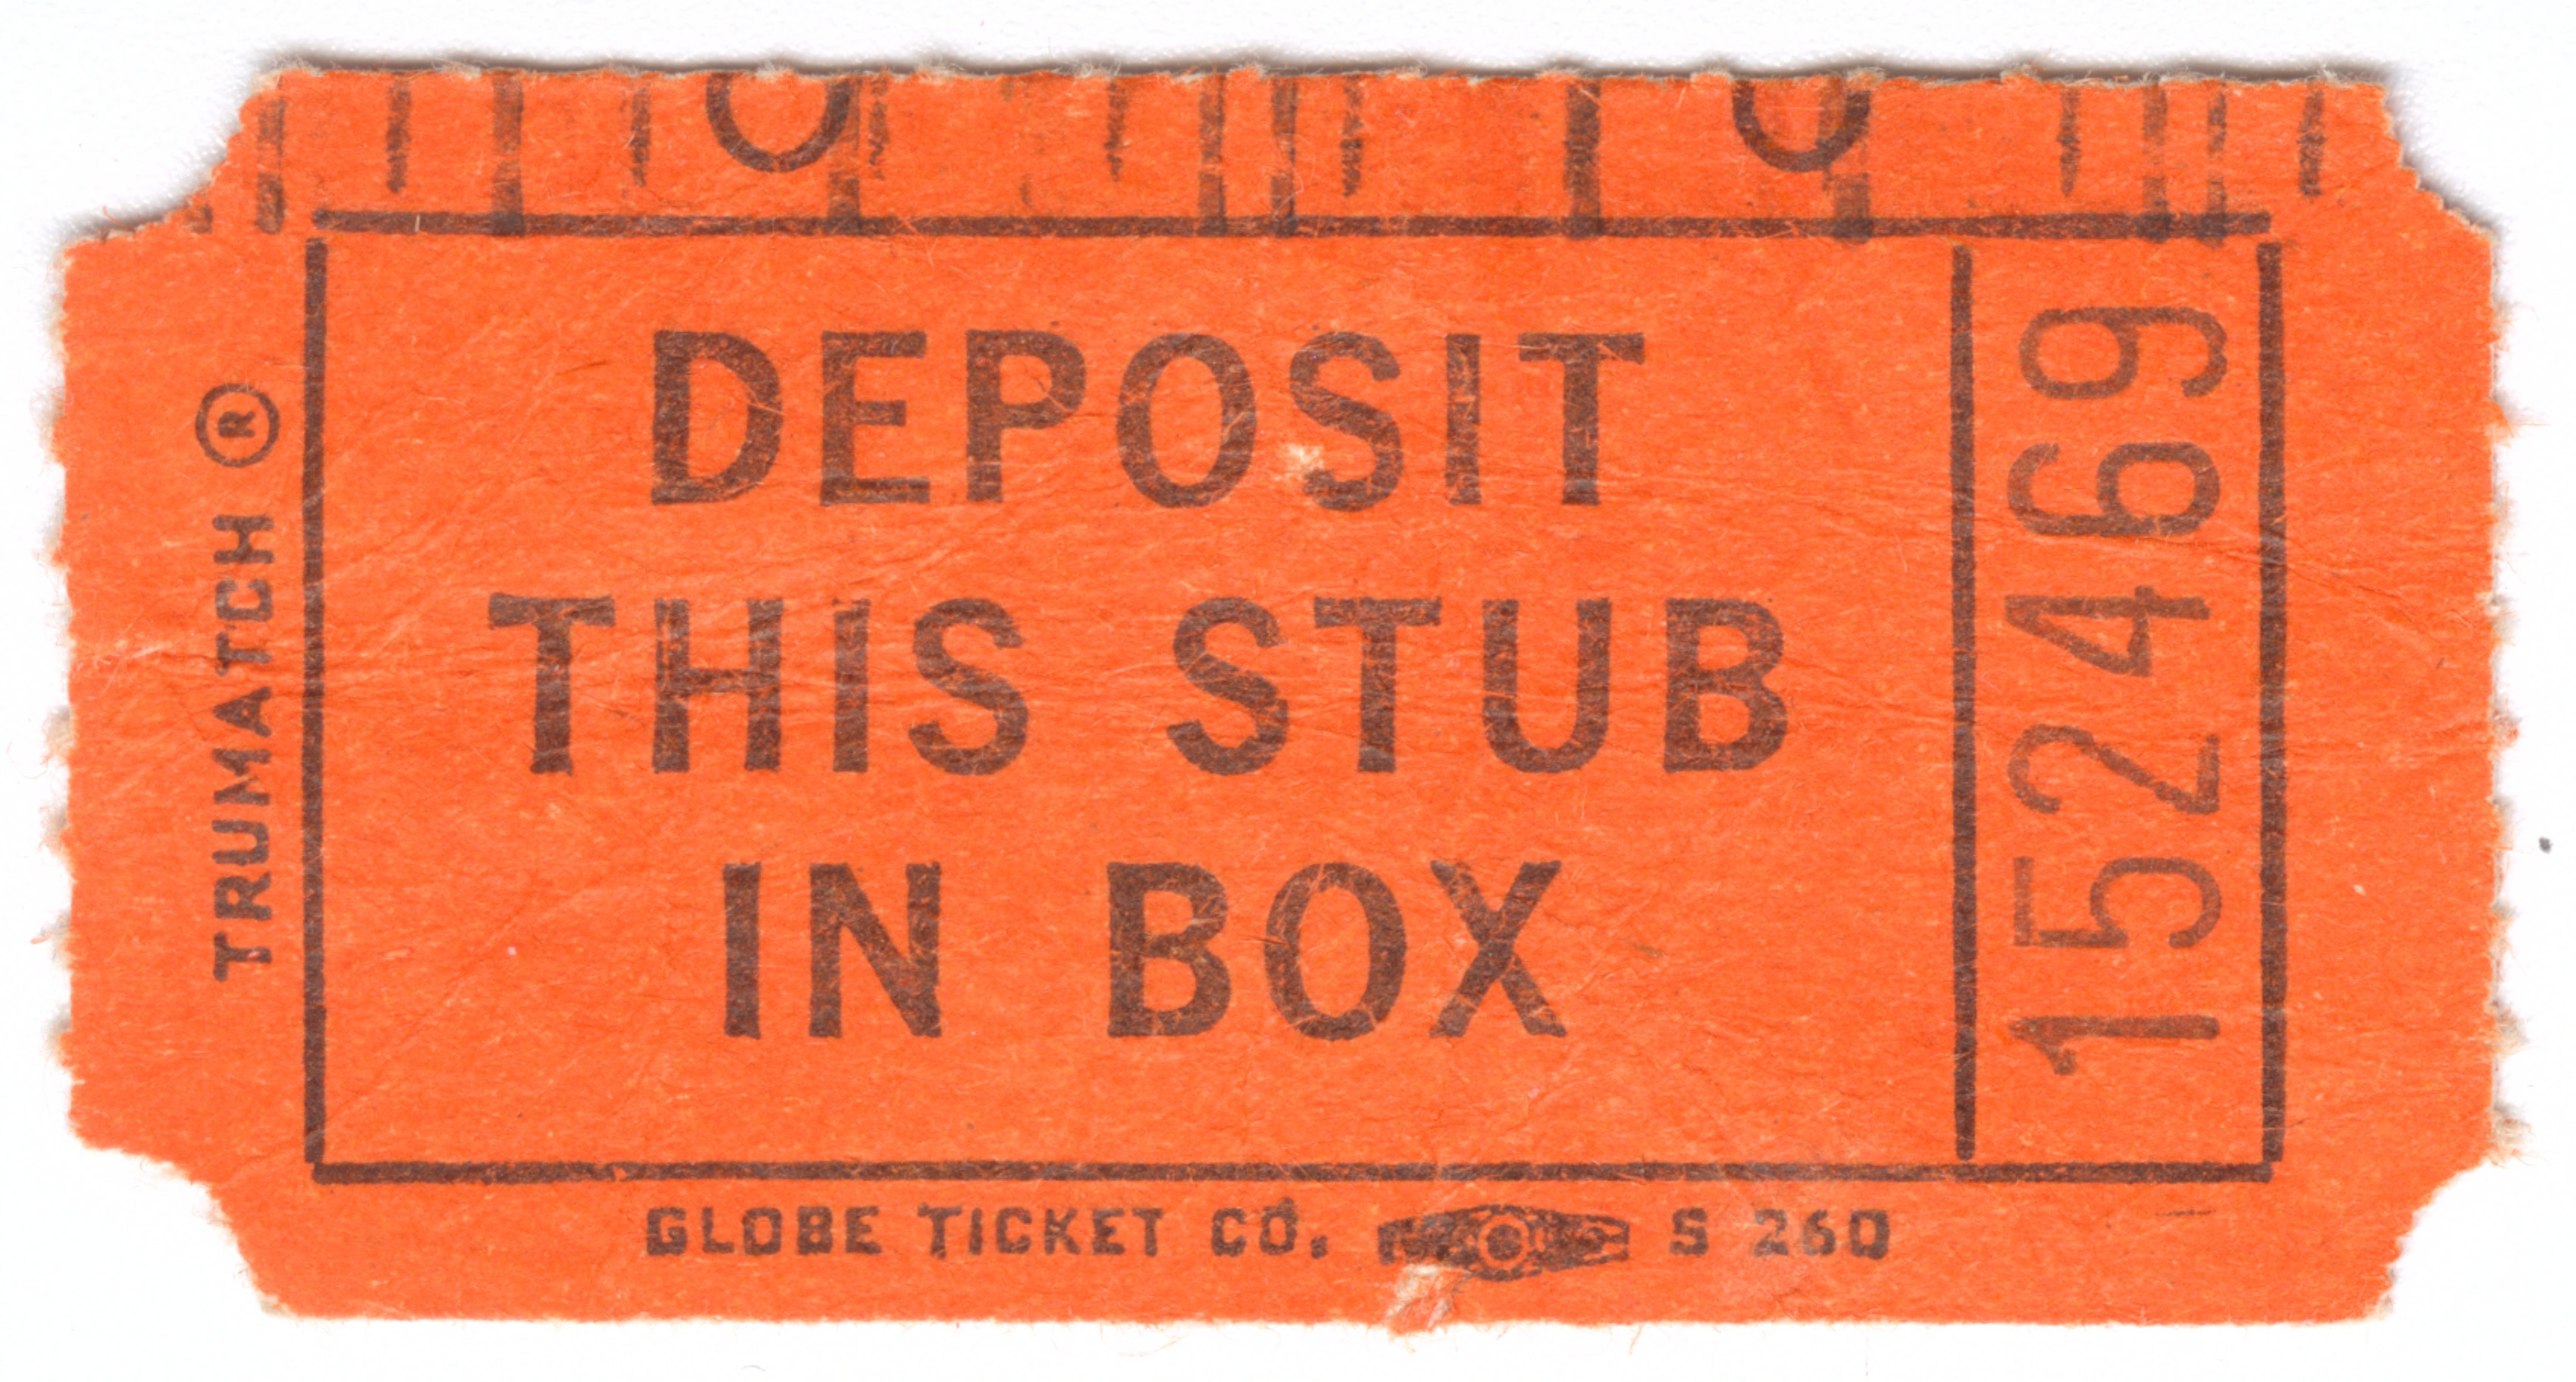 DEPOSIT
THIS STUB
IN BOX
152469
TRUMATCH ®
GLOBE TICKET CO. S 260